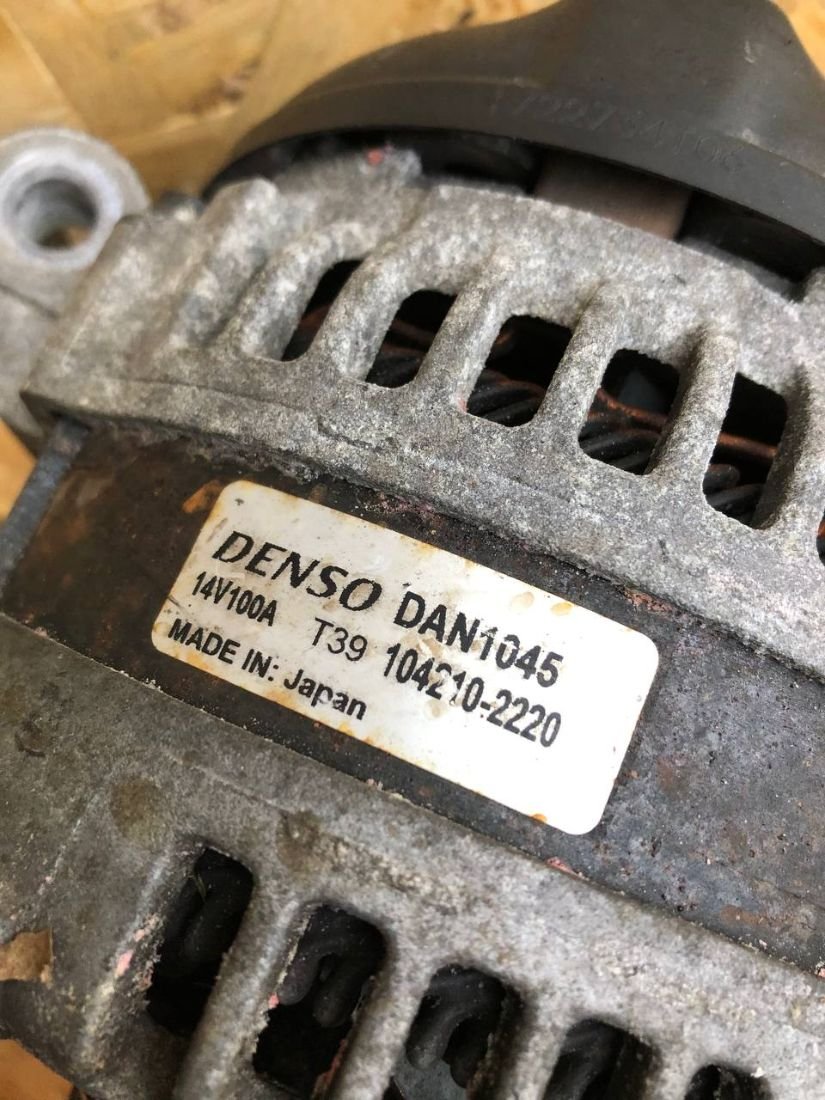 DENSO DAN1045
14V100A T39 104210-2220
MADE IN: Japan